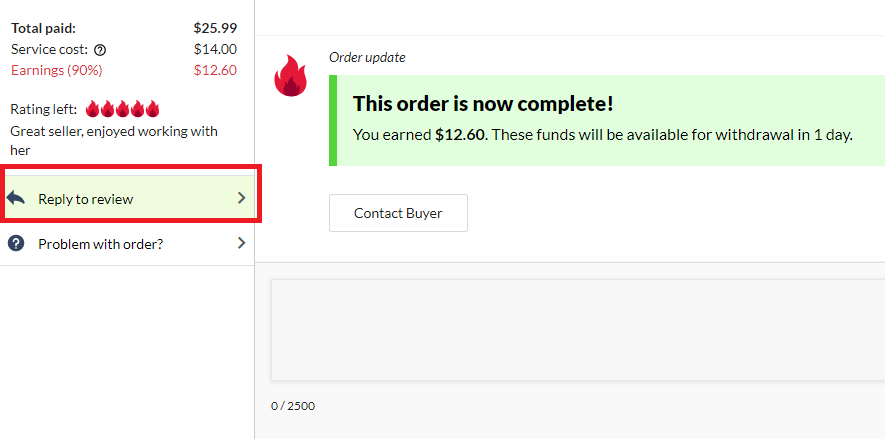 Total paid: $25.99
Service cost: $14.00
Earnings (90%) $12.60
Rating left:
Great seller, enjoyed working with
her
Reply to review
Problem with order?
Order update
This order is now complete!
You earned $12.60. These funds will be available for withdrawal in 1 day.
Contact Buyer
0 / 2500